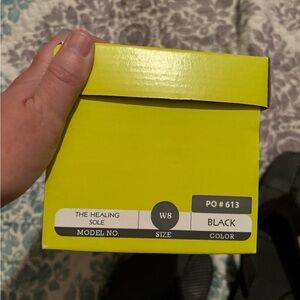 PO # 613
THE HEALING
SOLE
W8
BLACK
MODEL NO.
SIZE
COLOR